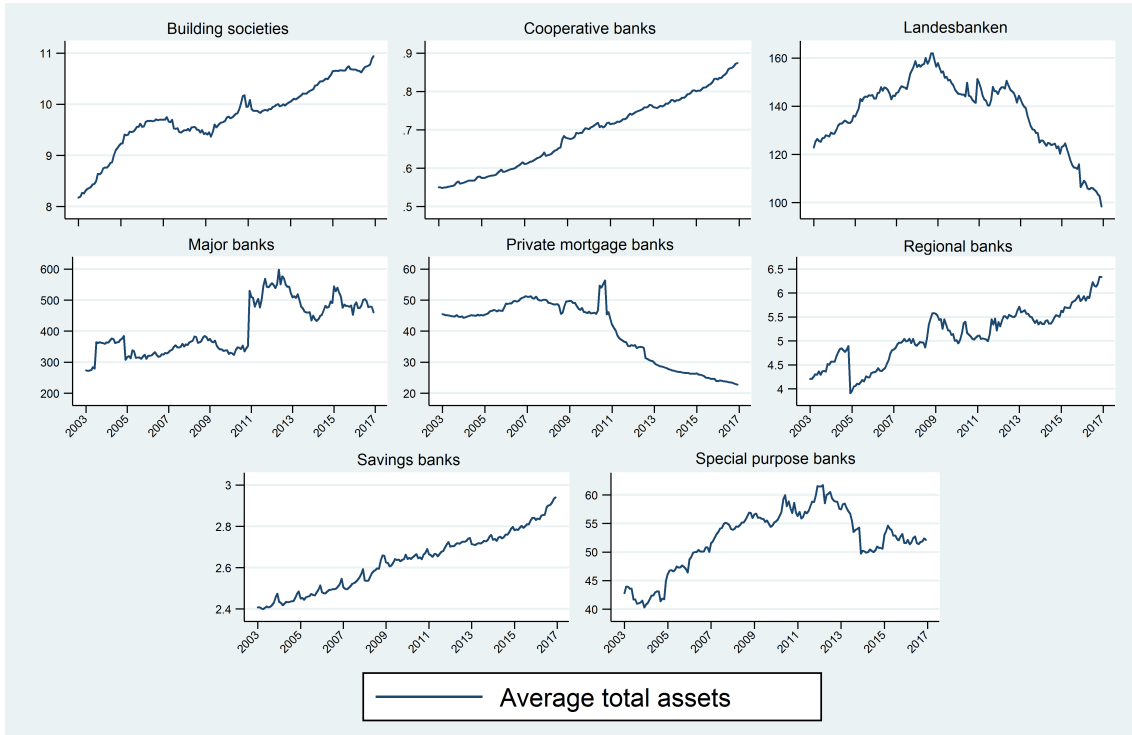 Building societies
11
10
9
8
Cooperative banks
.9
.8
.7
.6
.5
Landesbanken
160
140
120
100
Major banks
600
500
400
300
200
2003 2005 2007 2009 2011 2013 2015 2017
Private mortgage banks
60
50
40
30
20
2003 2005 2007 2009 2011 2013 2015 2017
Regional banks
6.5
6
5.5
5
4.5
4
2003 2005 2007 2009 2011 2013 2015 2017
Savings banks
3
2.8
2.6
2.4
2003 2005 2007 2009 2011 2013 2015 2017
Special purpose banks
60
55
50
45
40
2003 2005 2007 2009 2011 2013 2015 2017
Average total assets